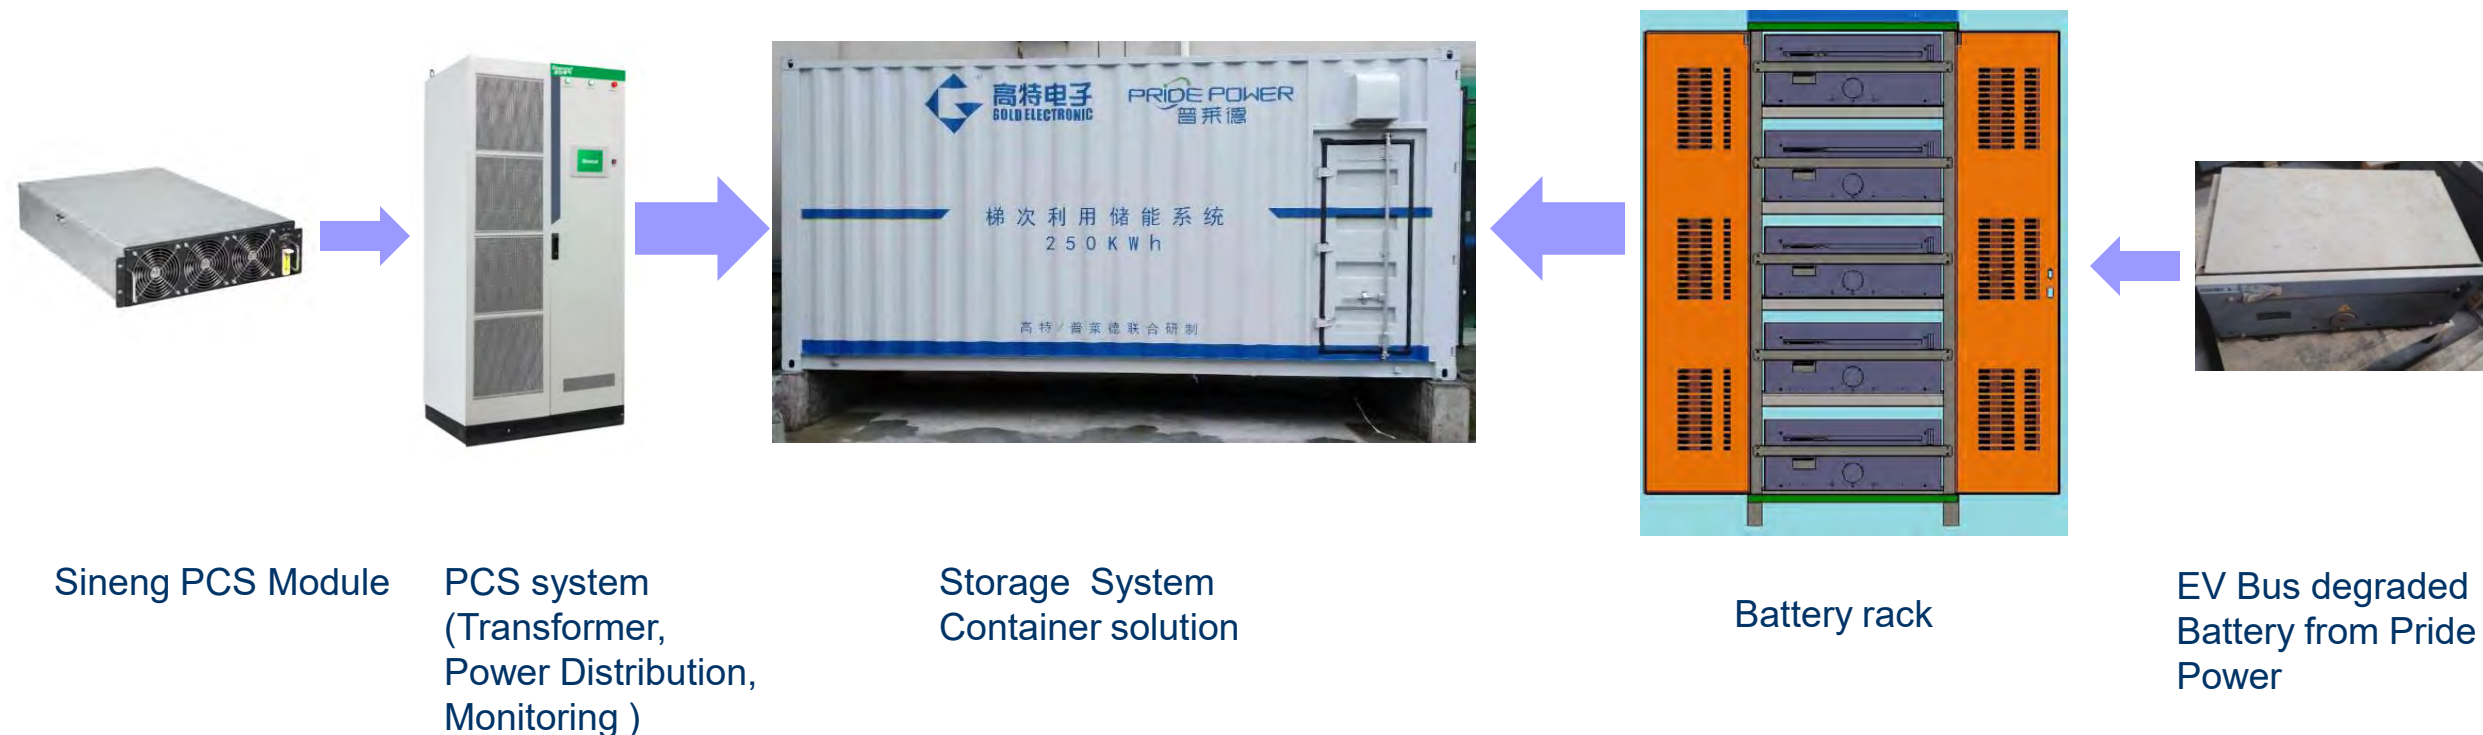 高特电子
GOLD ELECTRONIC
PRIDE POWER
普莱德
梯次利用储能系统
250KWh
高特/普莱德联合研制
Sineng PCS Module
PCS system
(Transformer,
Power Distribution,
Monitoring )
Storage System
Container solution
Battery rack
EV Bus degraded
Battery from Pride
Power